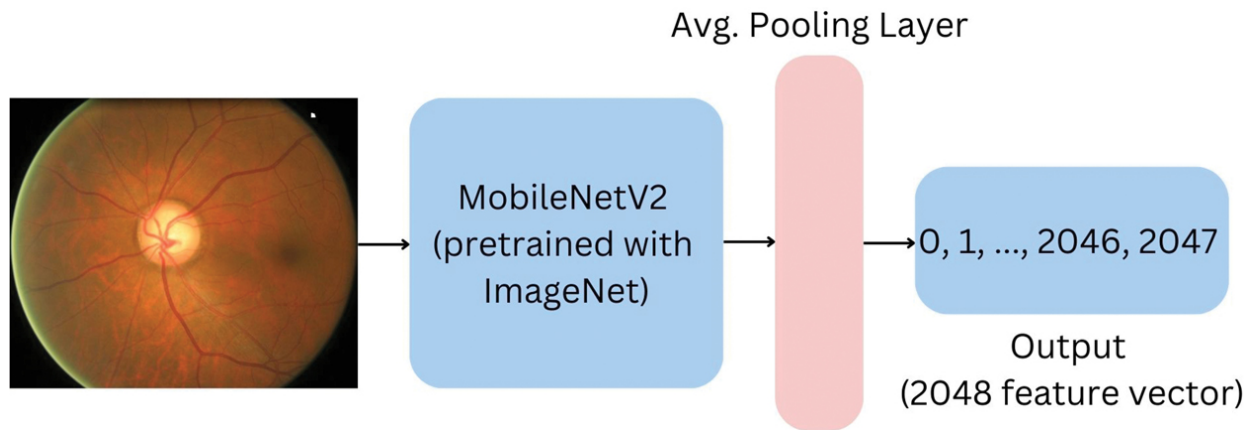 Avg. Pooling Layer
MobileNetV2
(pretrained with
ImageNet)
0, 1, ..., 2046, 2047
Output
(2048 feature vector)